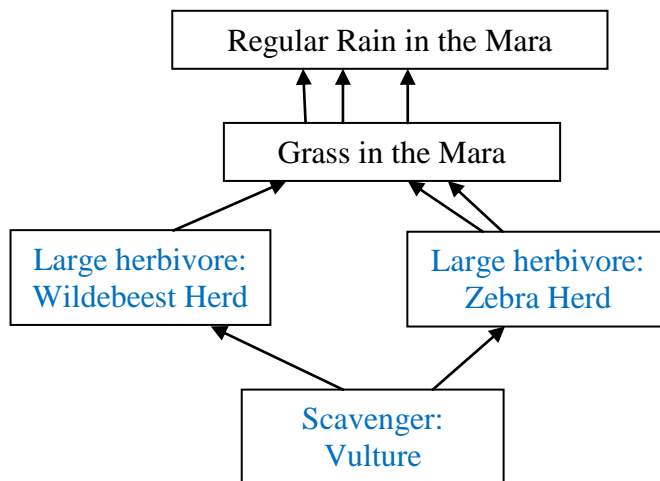 Regular Rain in the Mara
Grass in the Mara
Large herbivore:
Wildebeest Herd
Large herbivore:
Zebra Herd
Scavenger:
Vulture